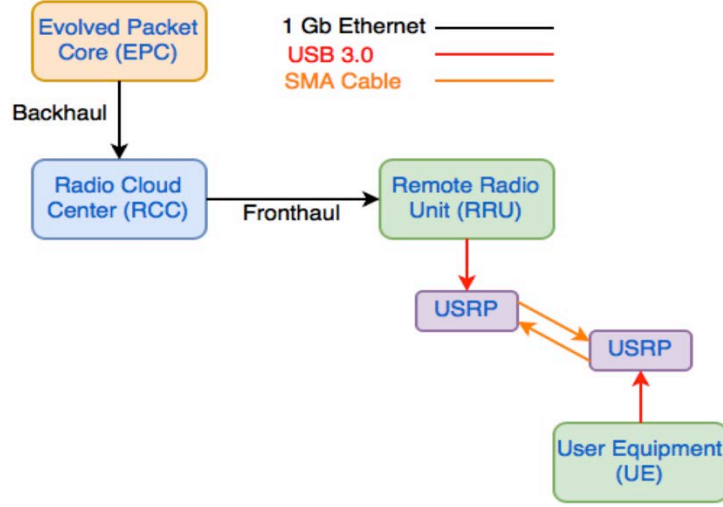 Evolved Packet
Core (EPC)
1 Gb Ethernet
USB 3.0
SMA Cable
Backhaul
Radio Cloud
Center (RCC)
Fronthaul
Remote Radio
Unit (RRU)
USRP
USRP
User Equipment
(UE)